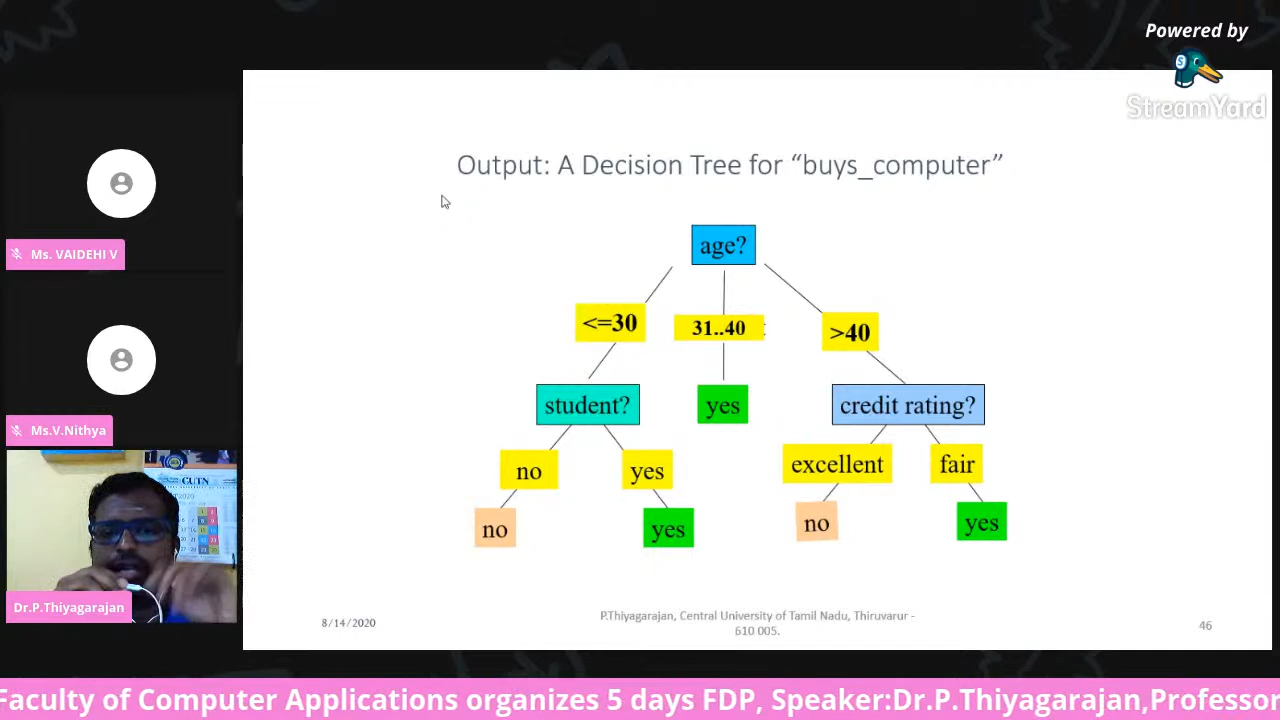 Powered by
StreamYard
Output: A Decision Tree for “buys_computer”
age?
<=30
31..40
>40
student?
yes
credit rating?
no
yes
excellent
fair
no
yes
no
yes
Ms. VAIDEHI V
Ms.V.Nithya
CUTN
2020
Dr.P.Thiyagarajan
8/14/2020
P.Thiyagarajan, Central University of Tamil Nadu, Thiruvarur -
610 005.
46
Faculty of Computer Applications organizes 5 days FDP, Speaker:Dr.P.Thiyagarajan,Professor